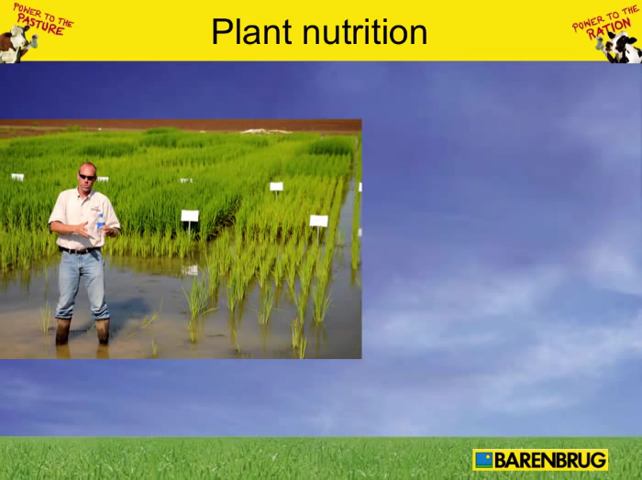 POWER TO THE
PASTURE
Plant nutrition
POWER TO THE
RATION
BARENBRUG